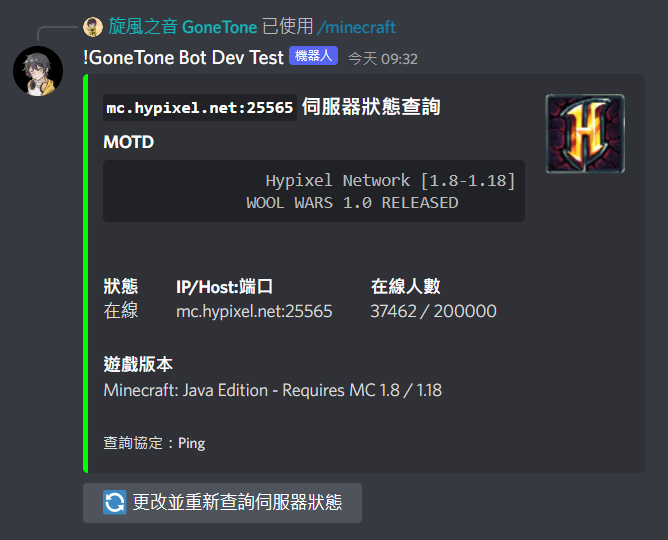 旋風之音 GoneTone 已使用 /minecraft
!GoneTone Bot Dev Test 機器人 今天 09:32
mc.hypixel.net:25565 伺服器狀態查詢
H
MOTD
Hypixel Network [1.8-1.18]
WOOL WARS 1.0 RELEASED
狀態 IP/Host:端口 在線人數
在線 mc.hypixel.net:25565 37462 / 200000
遊戲版本
Minecraft: Java Edition - Requires MC 1.8 / 1.18
查詢協定：Ping
更改並重新查詢伺服器狀態